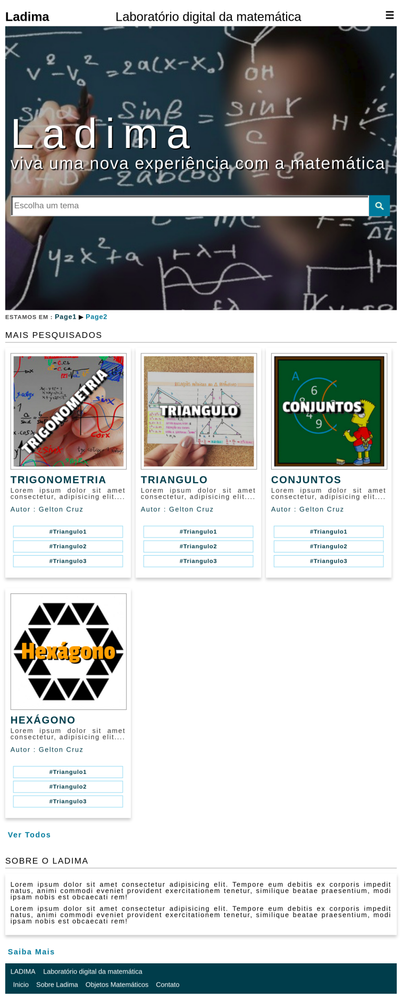 Ladima
Laboratório digital da matemática
Ladima
viva uma nova experiência com a matemática
Escolha um tema
ESTAMOS EM : Page1 ▶ Page2
MAIS PESQUISADOS
TRIGONOMETRIA
TRIANGULO
CONJUNTOS
TRIGONOMETRIA
Lorem ipsum dolor sit amet
consectetur, adipisicing elit....
Autor : Gelton Cruz
#Triangulo1
#Triangulo2
#Triangulo3
TRIANGULO
Lorem ipsum dolor sit amet
consectetur, adipisicing elit....
Autor : Gelton Cruz
#Triangulo1
#Triangulo2
#Triangulo3
CONJUNTOS
Lorem ipsum dolor sit amet
consectetur, adipisicing elit....
Autor : Gelton Cruz
#Triangulo1
#Triangulo2
#Triangulo3
Hexágono
HEXÁGONO
Lorem ipsum dolor sit amet
consectetur, adipisicing elit....
Autor : Gelton Cruz
#Triangulo1
#Triangulo2
#Triangulo3
Ver Todos
SOBRE O LADIMA
Lorem ipsum dolor sit amet consectetur adipisicing elit. Tempore eum debitis ex corporis impedit
natus, animi commodi eveniet provident exercitationem tenetur, similique beatae praesentium, modi
ipsam nobis est obcaecati rem!
Lorem ipsum dolor sit amet consectetur adipisicing elit. Tempore eum debitis ex corporis impedit
natus, animi commodi eveniet provident exercitationem tenetur, similique beatae praesentium, modi
ipsam nobis est obcaecati rem!
Saiba Mais
LADIMA Laboratório digital da matemática
Inicio Sobre Ladima Objetos Matemáticos Contato